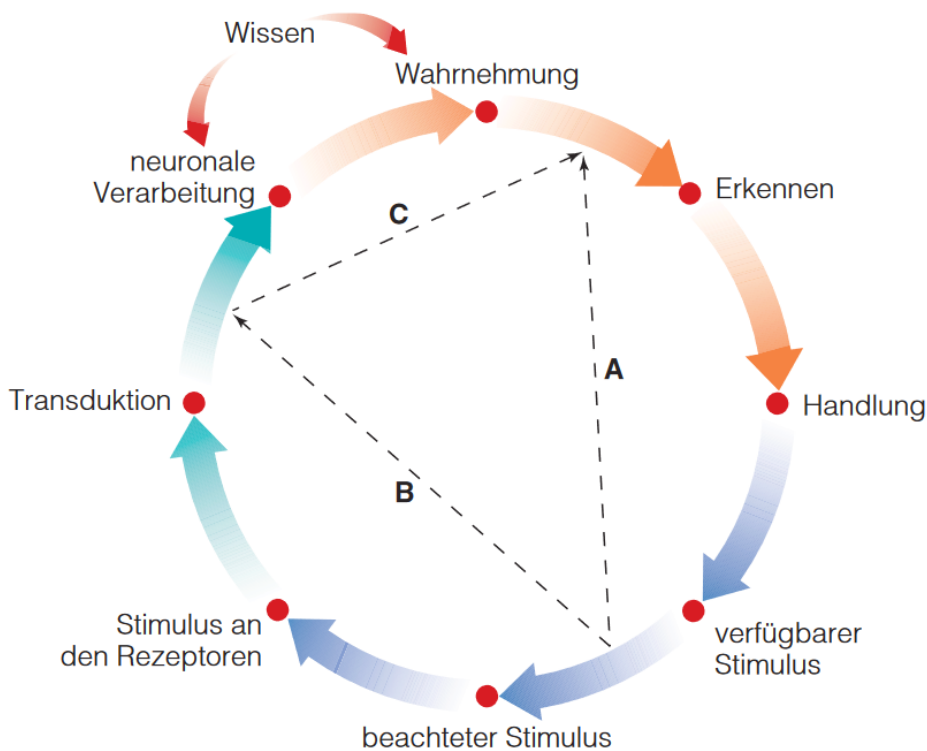 Wissen
Wahrnehmung
neuronale
Verarbeitung
Erkennen
C
A
Transduktion
Handlung
B
Stimulus an
den Rezeptoren
verfügbarer
Stimulus
beachteter Stimulus